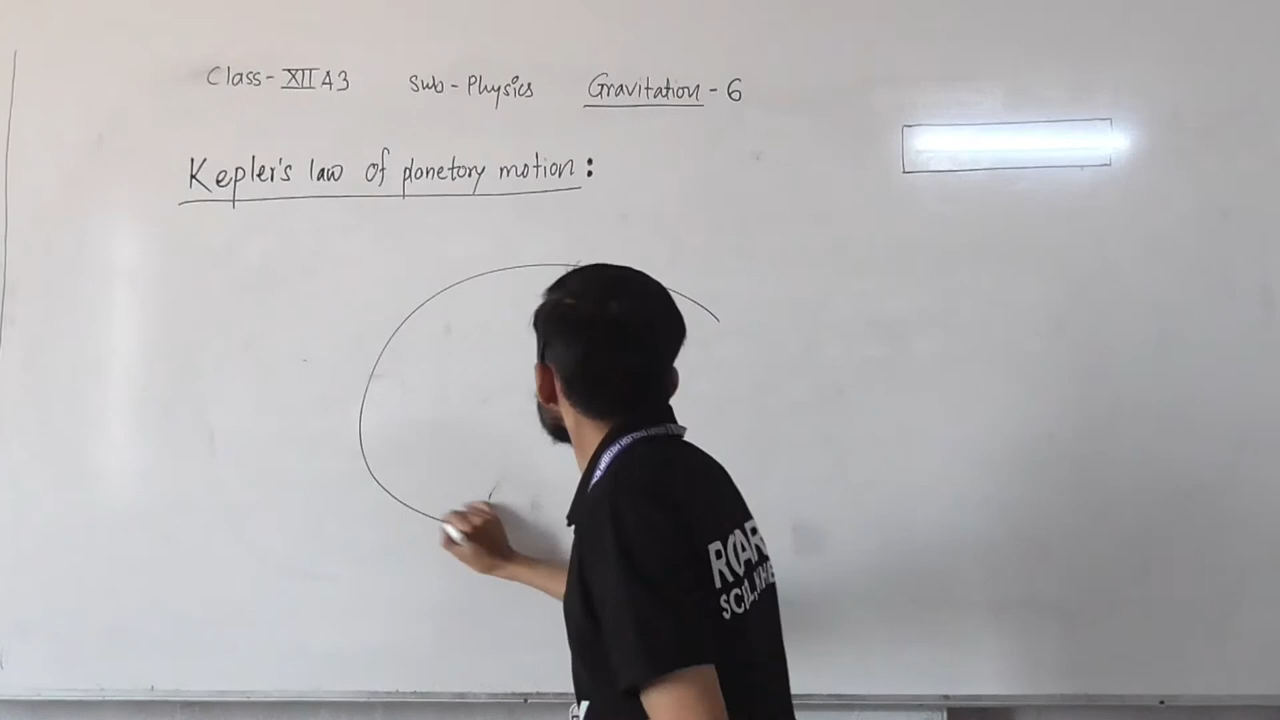 Class - XII A3 Sub - Physics Gravitation - 6
Kepler's law of planetory motion :